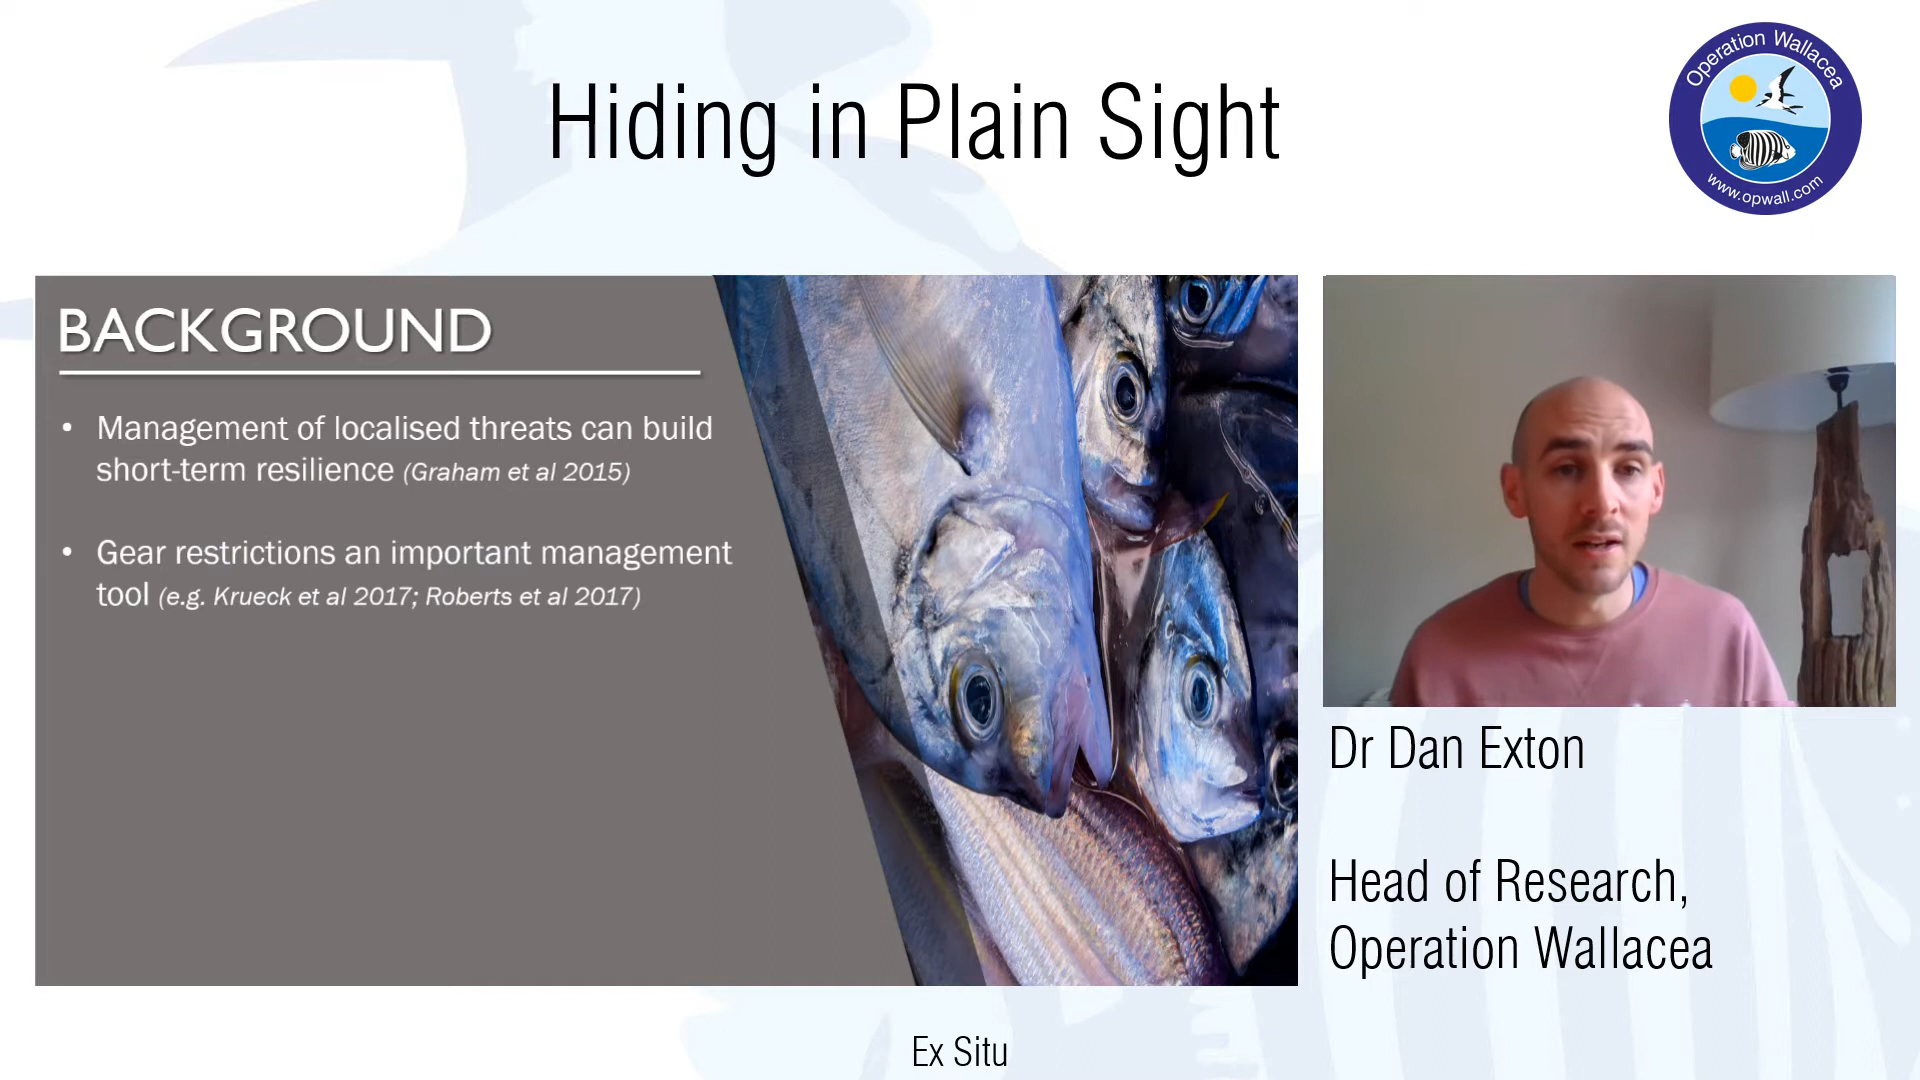 Hiding in Plain Sight
Operation Wallacea
www.opwall.com
BACKGROUND
• Management of localised threats can build
short-term resilience (Graham et al 2015)
• Gear restrictions an important management
tool (e.g. Krueck et al 2017; Roberts et al 2017)
Dr Dan Exton
Head of Research,
Operation Wallacea
Ex Situ